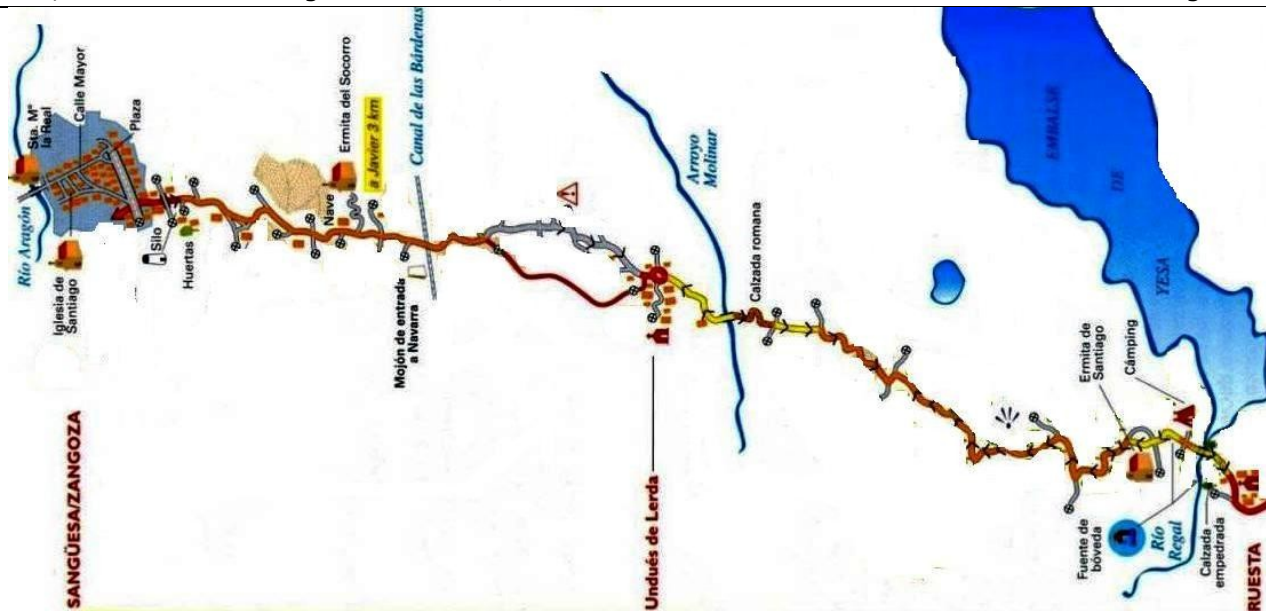 Sta. Mª
la Real
Calle Mayor
Plaza
Río Aragón
Iglesia de
Santiago
Silo
Huertas
Nave
Ermita del Socorro
a Javier 3 km
Canal de las Bárdenas
Mojón de entrada
a Navarra
SANGÜESA/ZANGOZA
Undués de Lerda
Arroyo
Molinar
Calzada romana
EMBALSE
DE
YESA
Ermita de
Santiago
Cámping
Fuente de
bóveda
Río
Regal
Calzada
empedrada
RUESTA